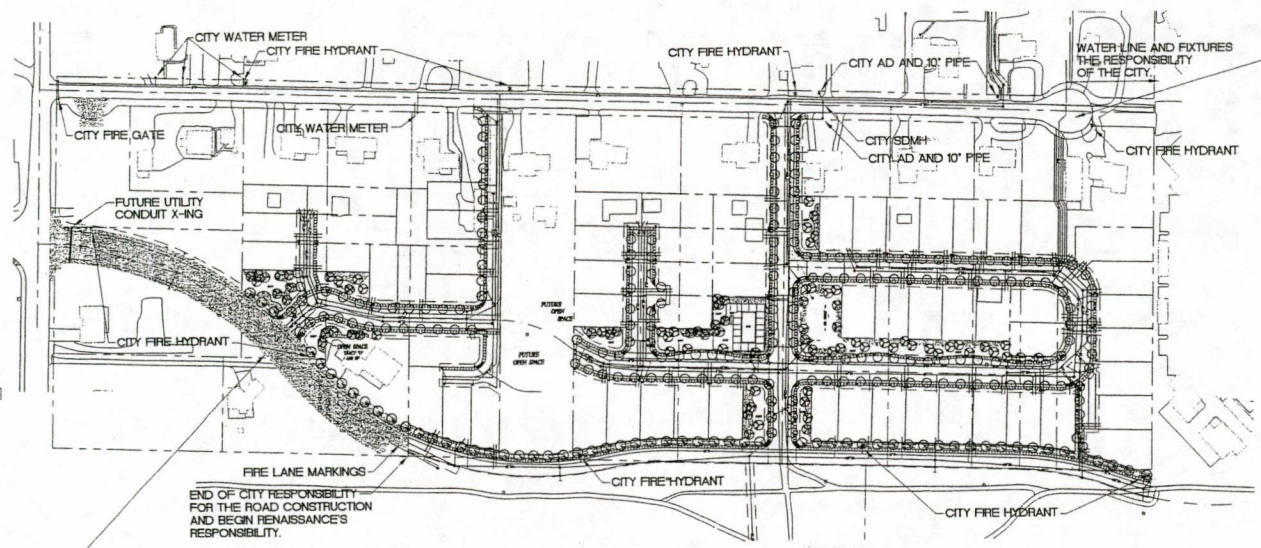 CITY WATER METER
CITY FIRE HYDRANT
CITY FIRE HYDRANT
CITY AD AND 10" PIPE
WATER LINE AND FIXTURES
THE RESPONSIBILITY
OF THE CITY.
CITY FIRE GATE
CITY WATER METER
CITY SDMH
CITY AD AND 10" PIPE
CITY FIRE HYDRANT
FUTURE UTILITY
CONDUIT X-ING
FUTURE
OPEN
SPACE
FUTURE
OPEN SPACE
CITY FIRE HYDRANT
OPEN SPACE
FIRE LANE MARKINGS
CITY FIRE HYDRANT
END OF CITY RESPONSIBILITY
FOR THE ROAD CONSTRUCTION
AND BEGIN RENAISSANCE'S
RESPONSIBILITY.
CITY FIRE HYDRANT